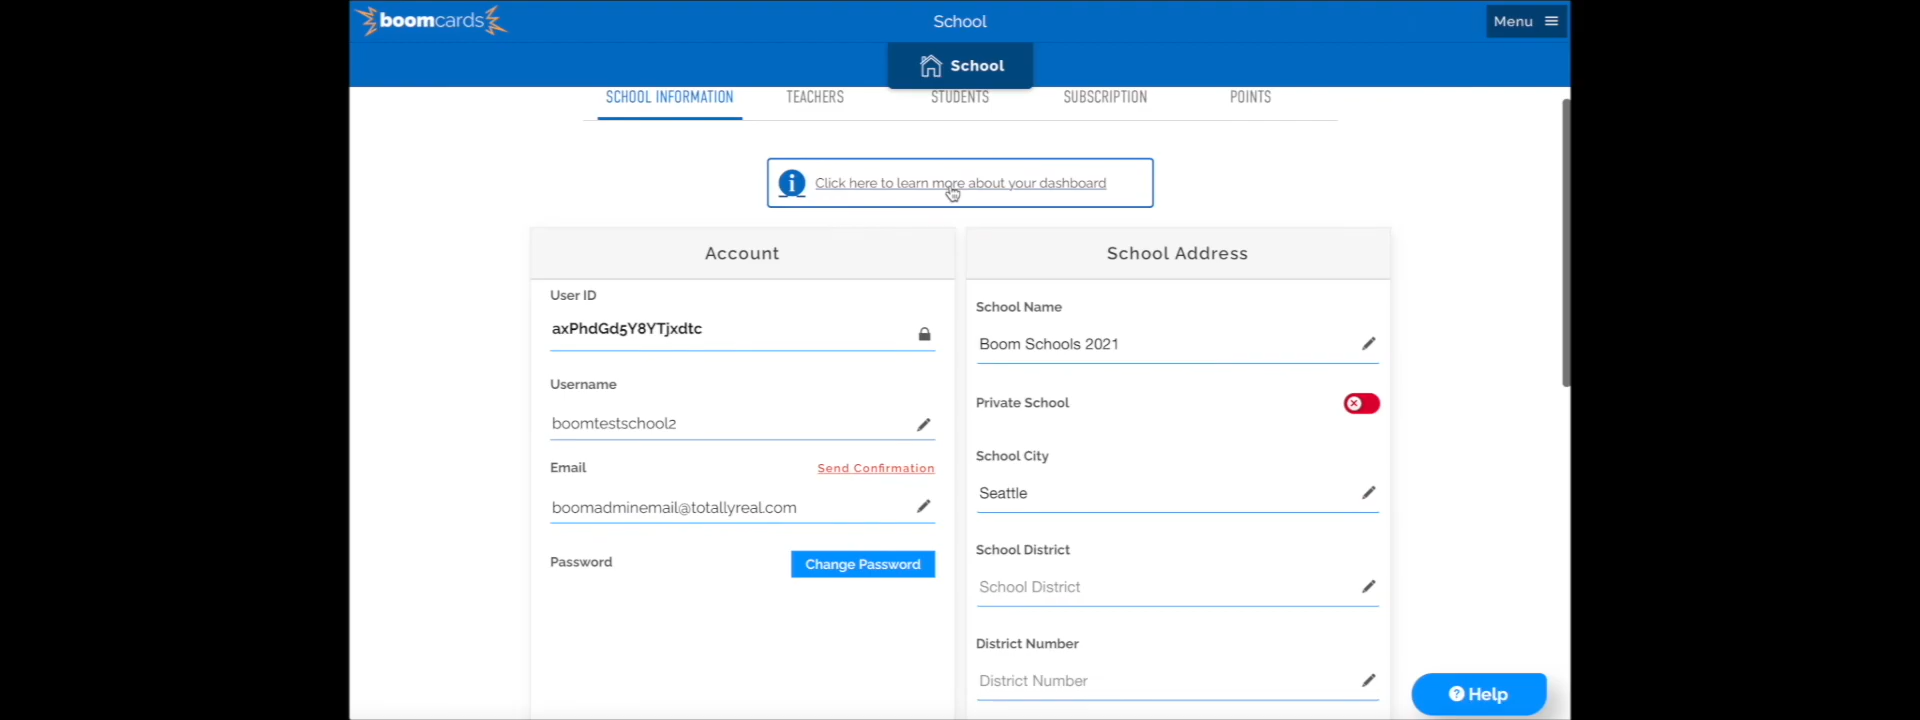 boomcards
School
Menu
School
SCHOOL INFORMATION
TEACHERS
STUDENTS
SUBSCRIPTION
POINTS
Click here to learn more about your dashboard
Account
User ID
axPhdGd5Y8YTjxdtc
Username
boomtestschool2
Email
Send Confirmation
boomadminemail@totallyreal.com
Password
Change Password
School Address
School Name
Boom Schools 2021
Private School
School City
Seattle
School District
School District
District Number
District Number
Help